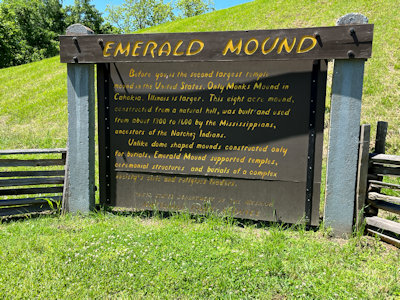 EMERALD MOUND
Before you, is the second largest temple
mound in the United States. Only Monks Mound in
Cahokia, Illinois is larger. This eight acre mound,
constructed from a natural hill, was built and used
from about 1300 to 1600 by the Mississippians,
ancestors of the Natchez Indians.
Unlike dome shaped mounds constructed only
for burials, Emerald Mound supported temples,
ceremonial structures and burials of a complex
society's civic and religious leaders.